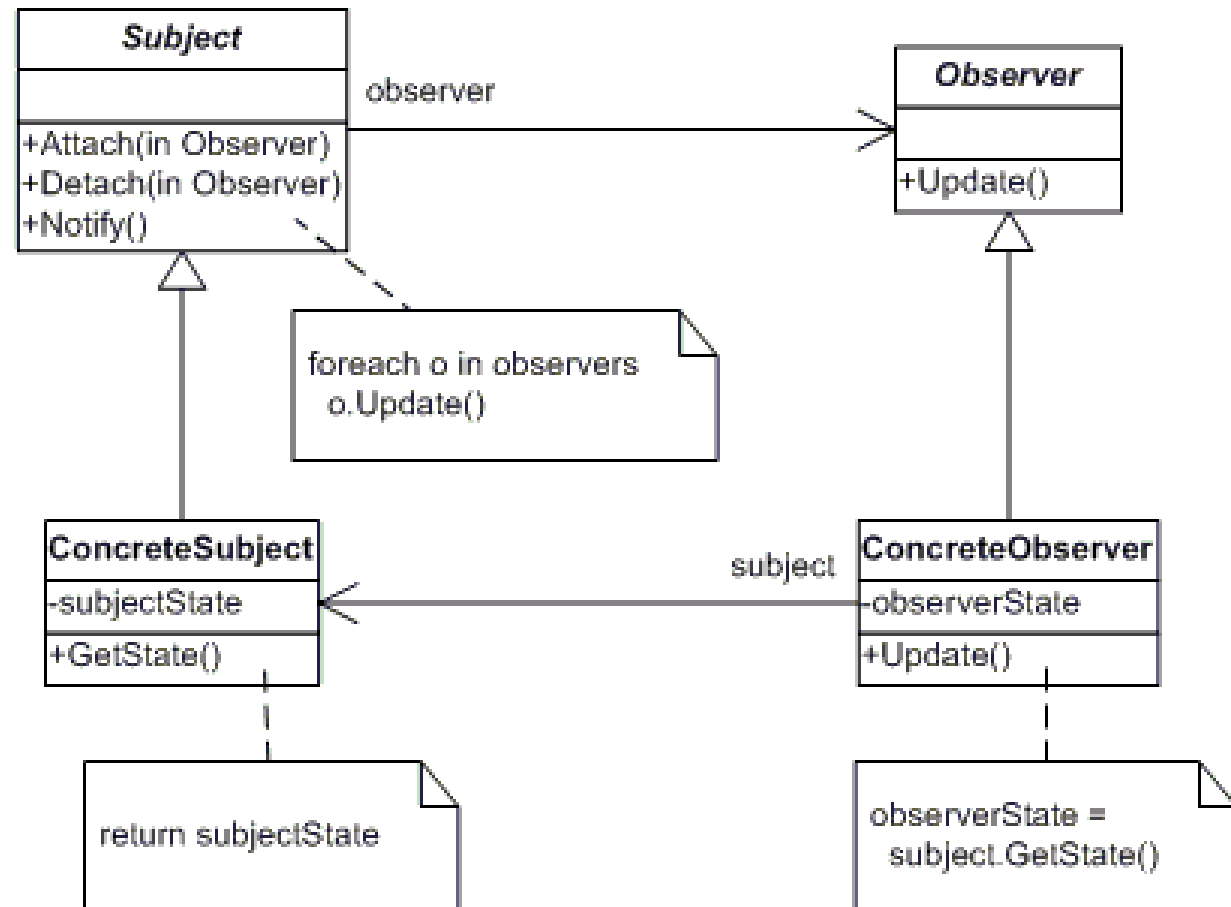 Subject
+Attach(in Observer)
+Detach(in Observer)
+Notify()
observer
Observer
+Update()
foreach o in observers
o.Update()
ConcreteSubject
-subjectState
+GetState()
subject
ConcreteObserver
-observerState
+Update()
return subjectState
observerState =
subject.GetState()